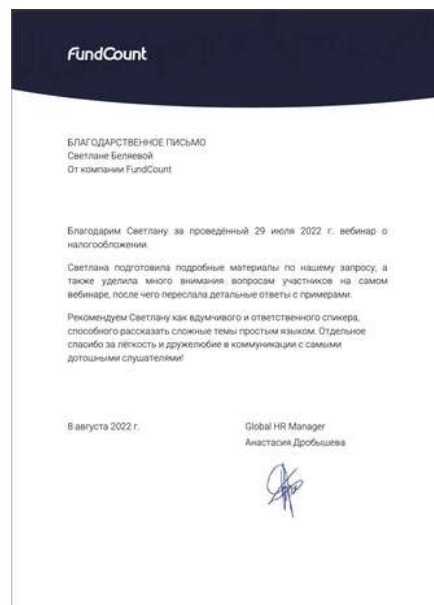 FundCount
БЛАГОДАРСТВЕННОЕ ПИСЬМО
Светлане Беляевой
От компании FundCount
Благодарим Светлану за проведённый 29 июля 2022 г. вебинар о
налогообложении.
Светлана подготовила подробные материалы по нашему запросу, а
также уделила много внимания вопросам участников на самом
вебинаре, после чего переслала детальные ответы с примерами.
Рекомендуем Светлану как вдумчивого и ответственного спикера,
способного рассказать сложные темы простым языком. Отдельное
спасибо за лёгкость и дружелюбие в коммуникации с самыми
дотошными слушателями!
8 августа 2022 г.
Global HR Manager
Анастасия Дробышева